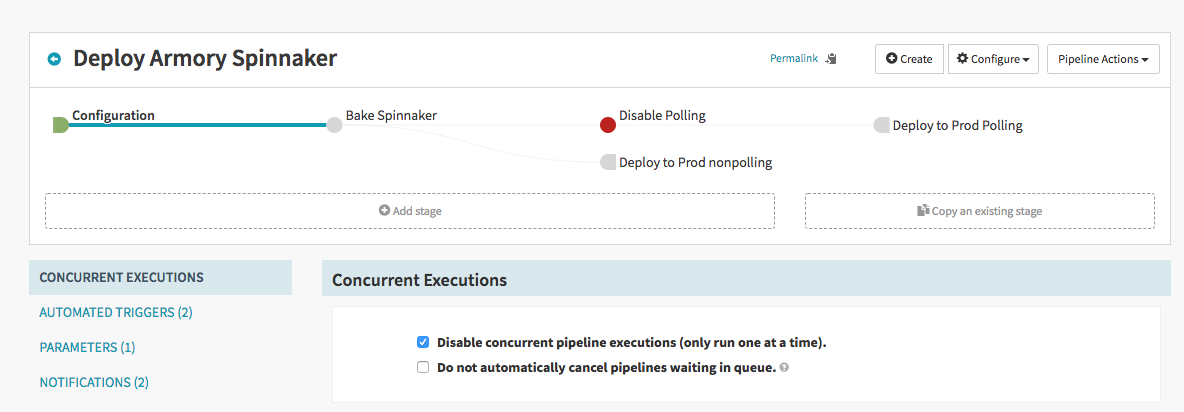 Deploy Armory Spinnaker
Permalink
Create
Configure
Pipeline Actions
Configuration
Bake Spinnaker
Disable Polling
Deploy to Prod Polling
Deploy to Prod nonpolling
Add stage
Copy an existing stage
CONCURRENT EXECUTIONS
AUTOMATED TRIGGERS (2)
PARAMETERS (1)
NOTIFICATIONS (2)
Concurrent Executions
Disable concurrent pipeline executions (only run one at a time).
Do not automatically cancel pipelines waiting in queue.